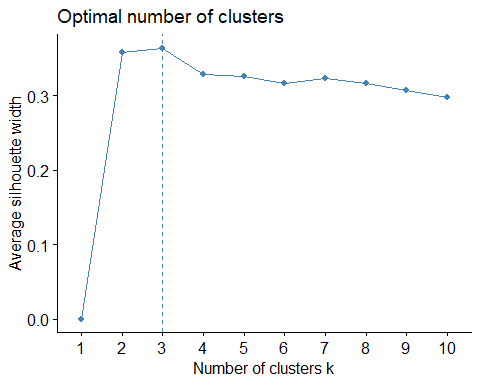 Optimal number of clusters
Average silhouette width
0.3
0.2
0.1
0.0
1 2 3 4 5 6 7 8 9 10
Number of clusters k